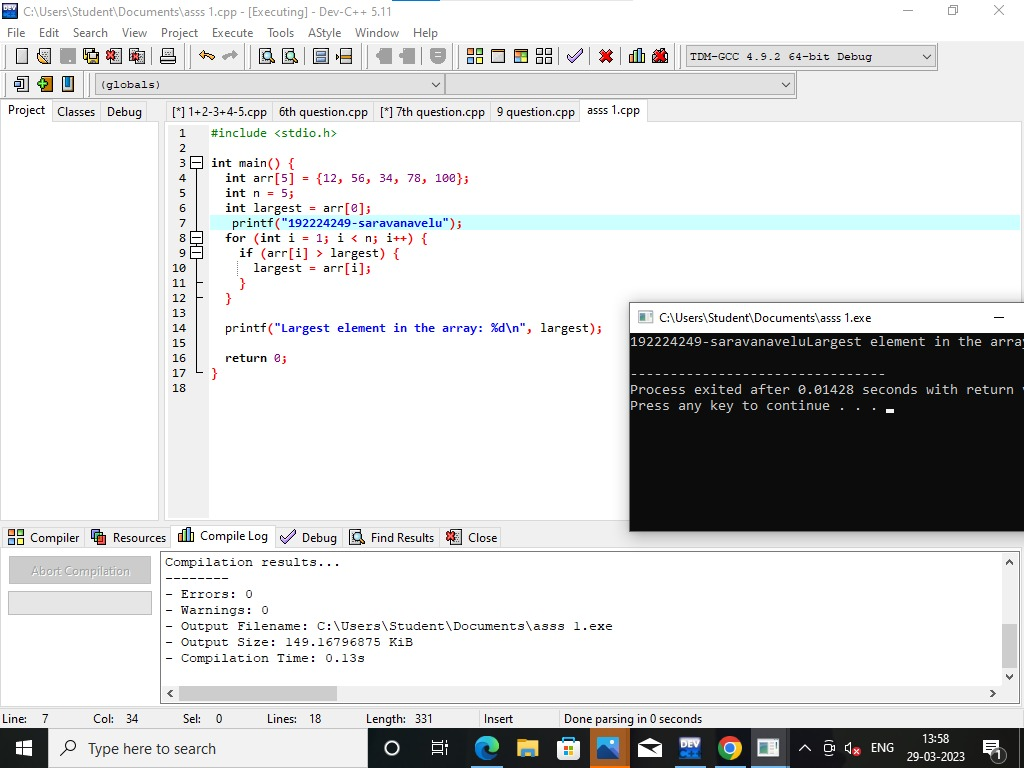 C:\Users\Student\Documents\asss 1.cpp - [Executing] - Dev-C++ 5.11
File Edit Search View Project Execute Tools AStyle Window Help
TDM-GCC 4.9.2 64-bit Debug
(globals)
Project Classes Debug [*] 1+2-3+4-5.cpp 6th question.cpp [*] 7th question.cpp 9 question.cpp asss 1.cpp
1 #include <stdio.h>
2
3 int main() {
4 int arr[5] = {12, 56, 34, 78, 100};
5 int n = 5;
6 int largest = arr[0];
7 printf("192224249-saravanavelu");
8 for (int i = 1; i < n; i++) {
9 if (arr[i] > largest) {
10 largest = arr[i];
11 }
12 }
13
14 printf("Largest element in the array: %d\n", largest);
15
16 return 0;
17 }
18
C:\Users\Student\Documents\asss 1.exe
192224249-saravanaveluLargest element in the array
--------------------------------
Process exited after 0.01428 seconds with return
Press any key to continue . . .
Compiler Resources Compile Log Debug Find Results Close
Abort Compilation
Compilation results...
--------
- Errors: 0
- Warnings: 0
- Output Filename: C:\Users\Student\Documents\asss 1.exe
- Output Size: 149.16796875 KiB
- Compilation Time: 0.13s
Line: 7 Col: 34 Sel: 0 Lines: 18 Length: 331 Insert Done parsing in 0 seconds
Type here to search
DEV
ENG
13:58
29-03-2023
1